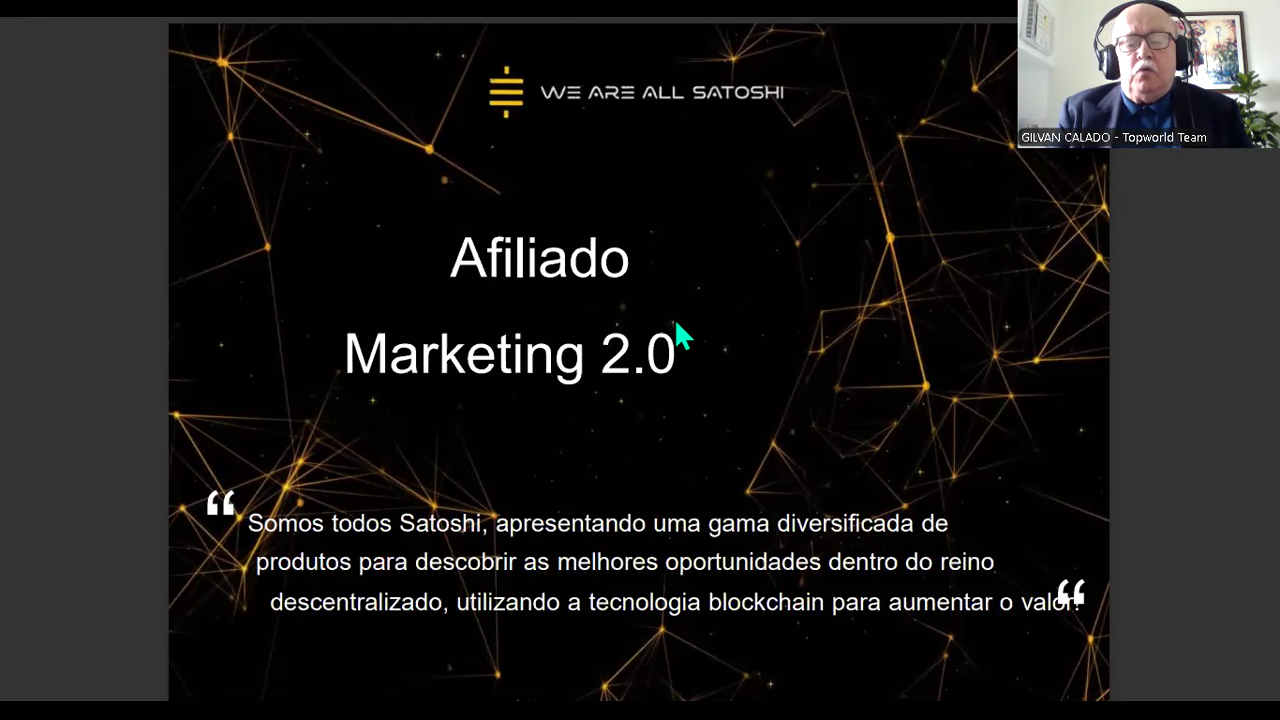 WE ARE ALL SATOSHI
GILVAN CALADO - Topworld Team
Afiliado
Marketing 2.0
“
Somos todos Satoshi, apresentando uma gama diversificada de
produtos para descobrir as melhores oportunidades dentro do reino
descentralizado, utilizando a tecnologia blockchain para aumentar o valor.
“